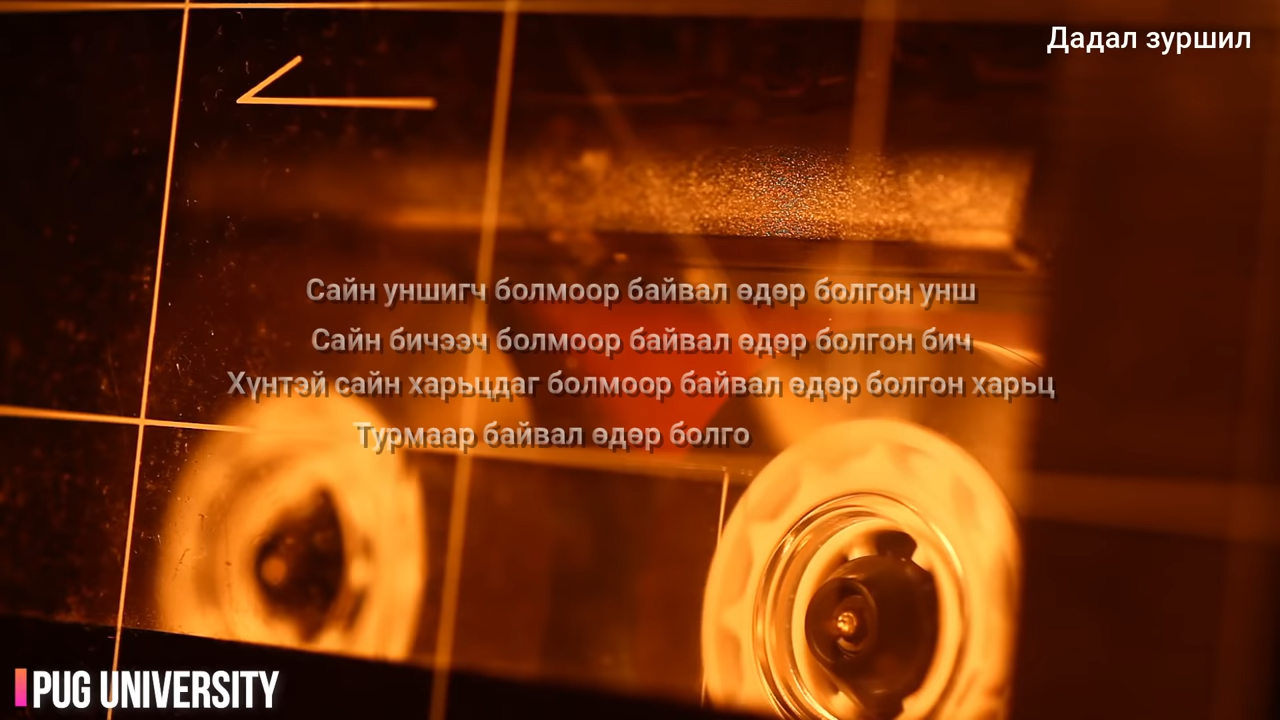 Дадал зуршил
Сайн уншигч болмоор байвал өдөр болгон унш
Сайн бичээч болмоор байвал өдөр болгон бич
Хүнтэй сайн харьцдаг болмоор байвал өдөр болгон харьц
Турмаар байвал өдөр болго
PUG UNIVERSITY